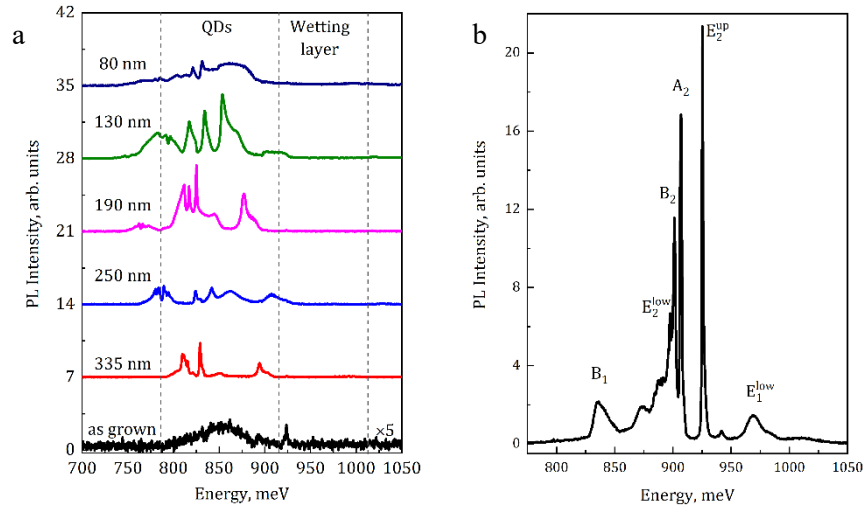 a
QDs
Wetting
layer
42
35
28
21
14
7
0
PL Intensity, arb. units
80 nm
130 nm
190 nm
250 nm
335 nm
as grown
×5
700 750 800 850 900 950 1000 1050
Energy, meV
b
E₂ᵘᵖ
A₂
B₂
E₂ˡᵒʷ
B₁
E₁ˡᵒʷ
20
16
12
8
4
0
PL Intensity, arb. units
800 850 900 950 1000 1050
Energy, meV